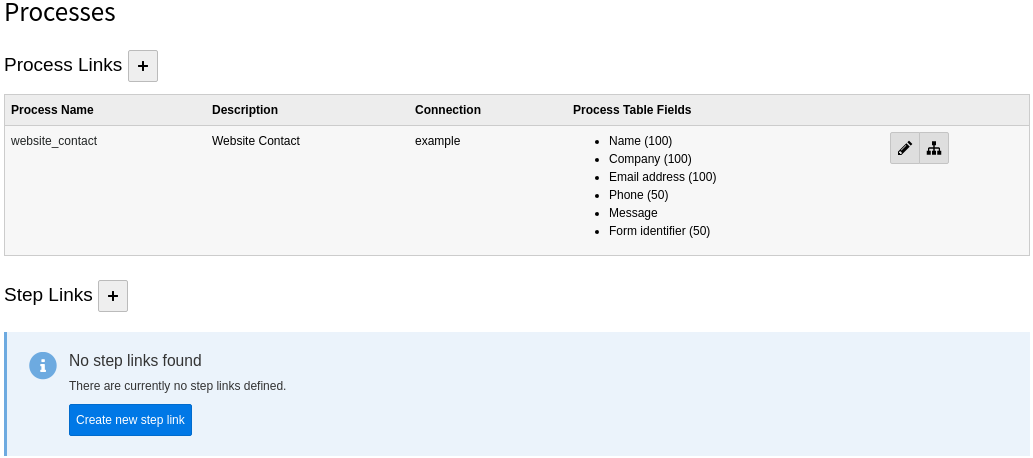 Processes
Process Links +
Process Name Description Connection Process Table Fields
website_contact Website Contact example
• Name (100)
• Company (100)
• Email address (100)
• Phone (50)
• Message
• Form identifier (50)
Step Links +
No step links found
There are currently no step links defined.
Create new step link